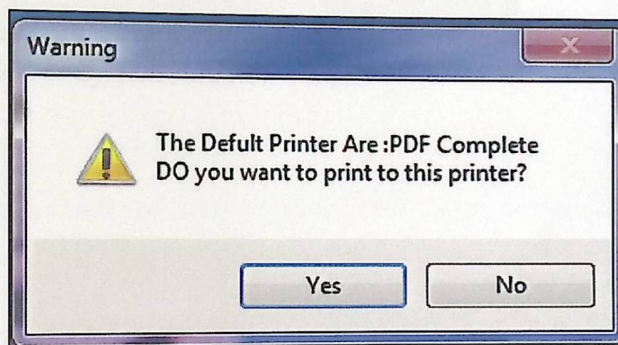 Warning
The Defult Printer Are :PDF Complete
DO you want to print to this printer?
Yes
No